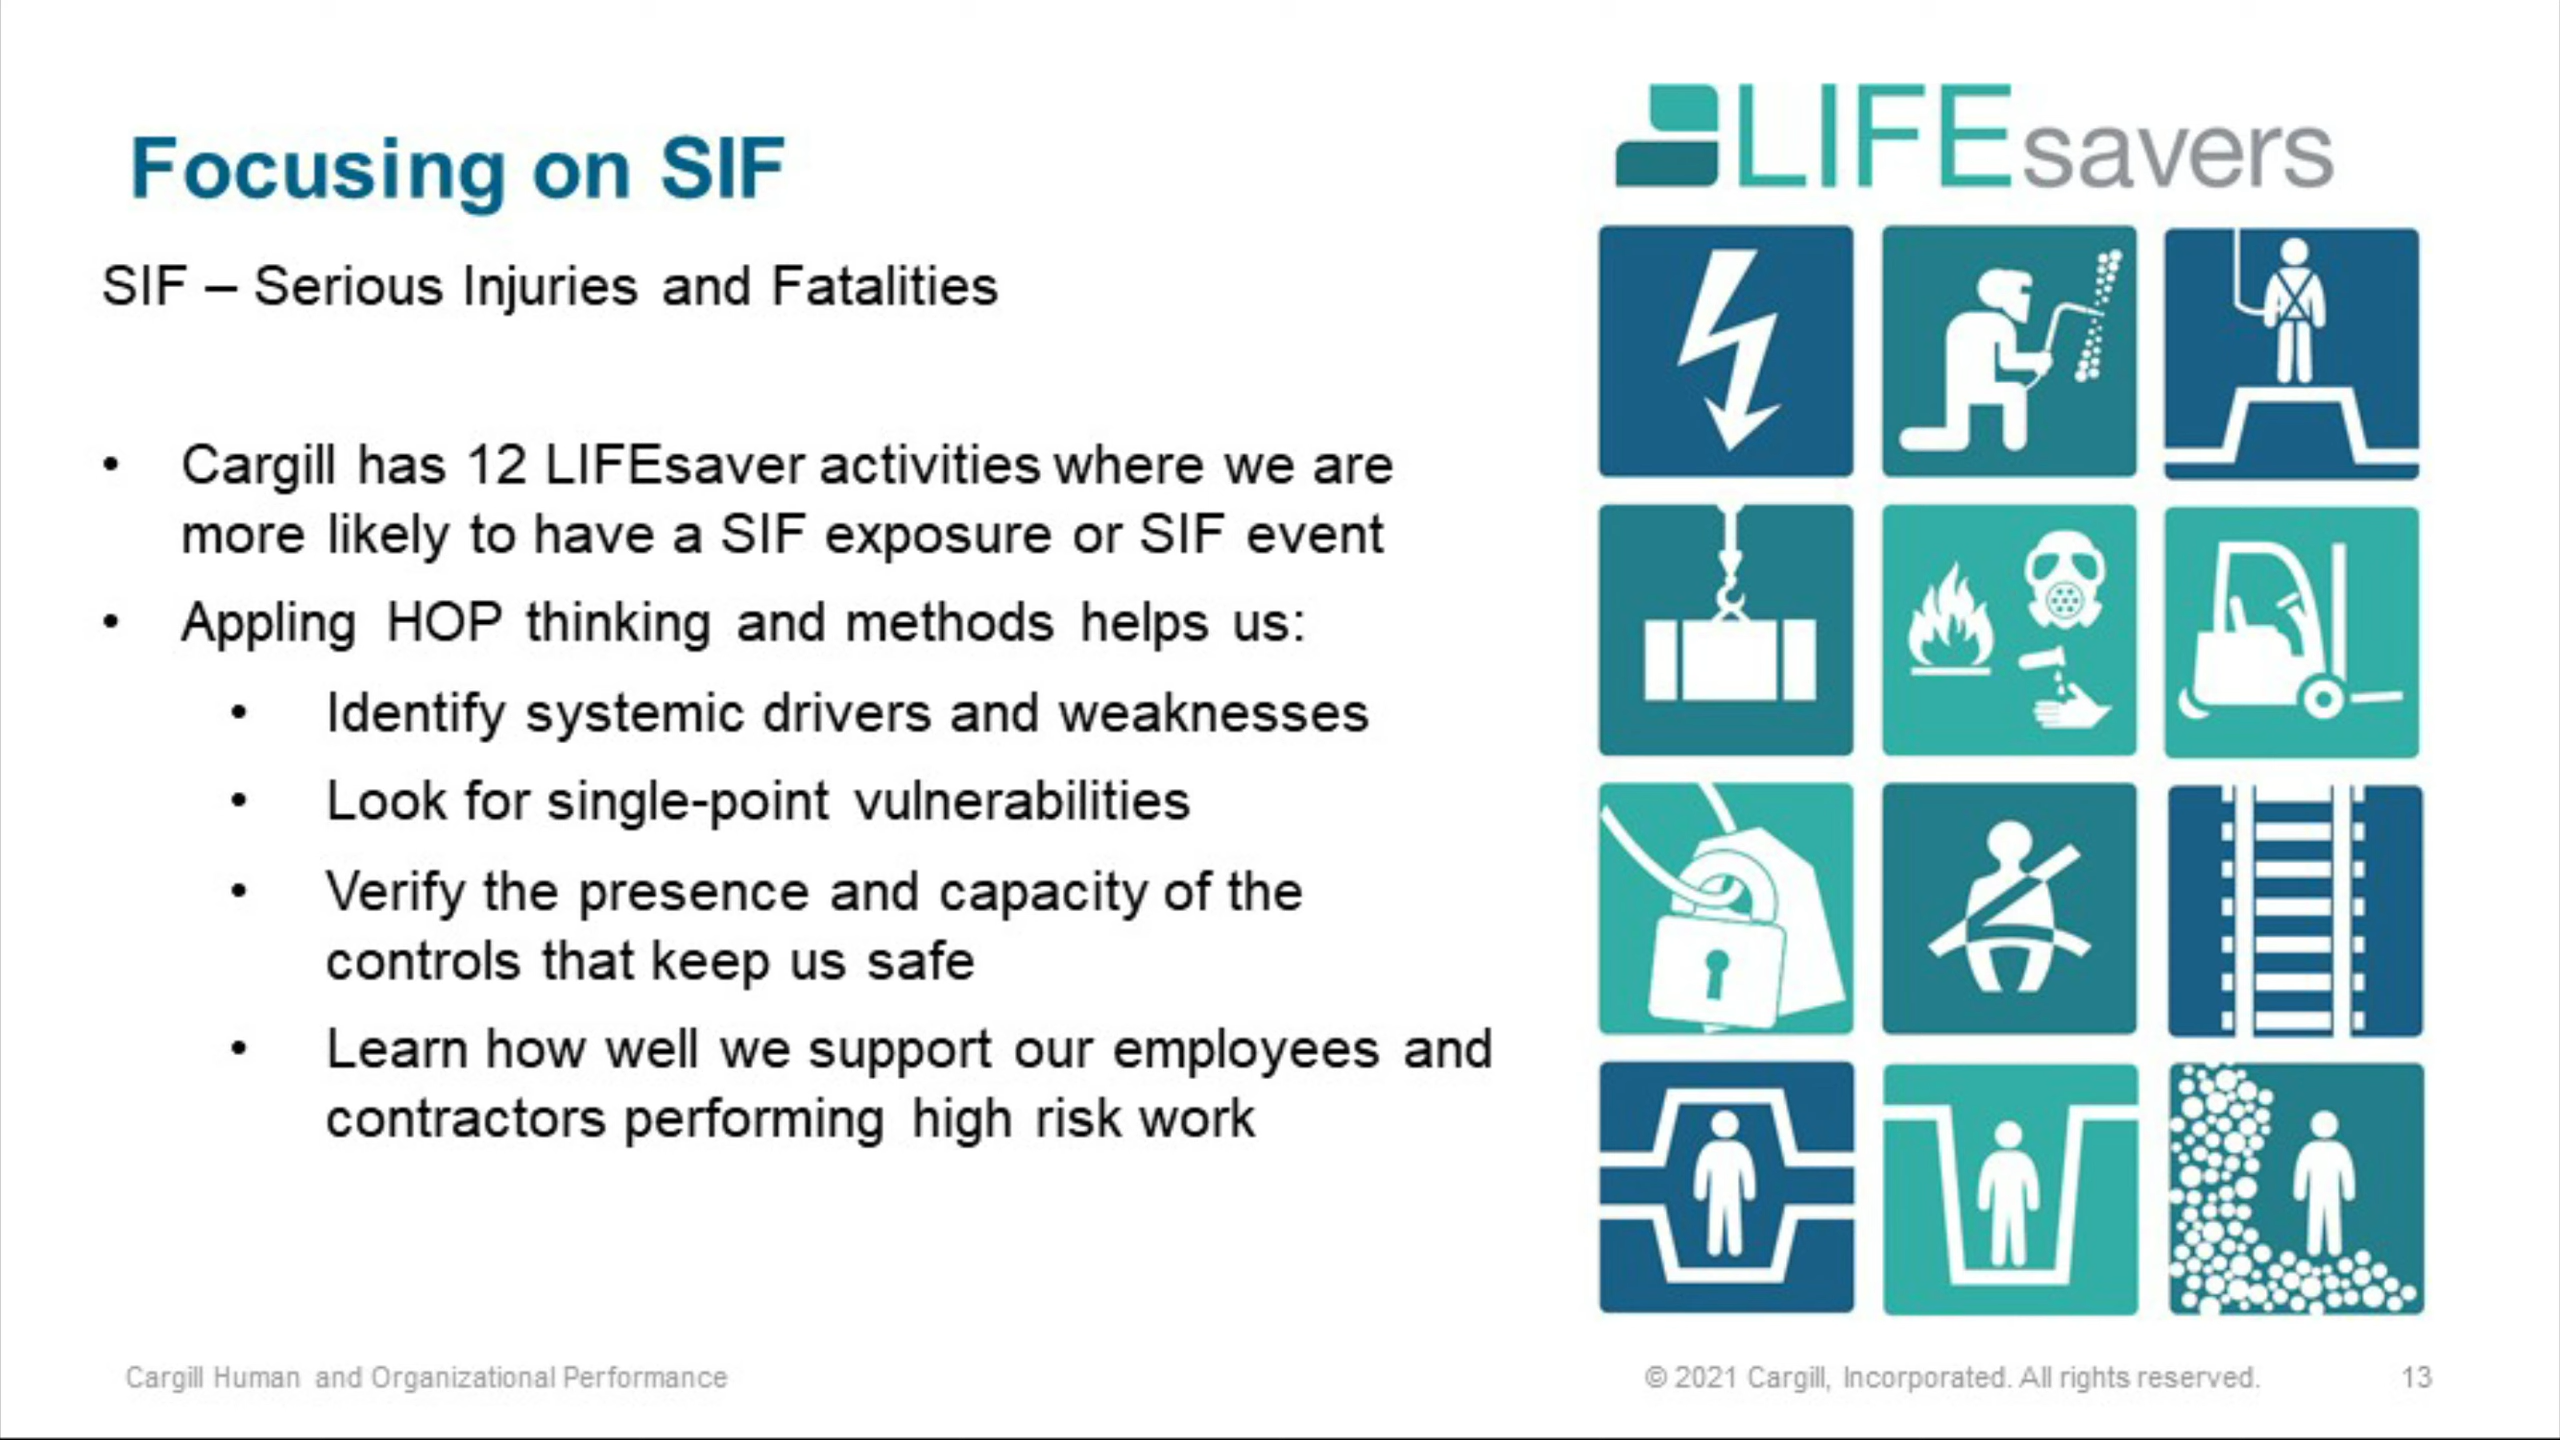 LIFEsavers
Focusing on SIF
SIF – Serious Injuries and Fatalities
• Cargill has 12 LIFEsaver activities where we are
more likely to have a SIF exposure or SIF event
• Appling HOP thinking and methods helps us:
• Identify systemic drivers and weaknesses
• Look for single-point vulnerabilities
• Verify the presence and capacity of the
controls that keep us safe
• Learn how well we support our employees and
contractors performing high risk work
Cargill Human and Organizational Performance
© 2021 Cargill, Incorporated. All rights reserved.
13